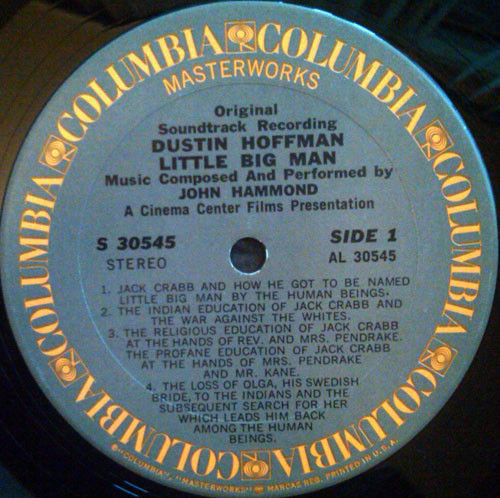 COLUMBIA COLUMBIA COLUMBIA COLUMBIA COLUMBIA COLUMBIA COLUMBIA
MASTERWORKS
Original
Soundtrack Recording
DUSTIN HOFFMAN
LITTLE BIG MAN
Music Composed and Performed by
JOHN HAMMOND
A Cinema Center Films Presentation
S 30545 SIDE 1
STEREO AL 30545
1. JACK CRABB AND HOW HE GOT TO BE NAMED
LITTLE BIG MAN BY THE HUMAN BEINGS.
2. THE INDIAN EDUCATION OF JACK CRABB AND
THE WAR AGAINST THE WHITES.
3. THE RELIGIOUS EDUCATION OF JACK CRABB
AT THE HANDS OF REV. AND MRS. PENDRAKE.
THE PROFANE EDUCATION OF JACK CRABB
AT THE HANDS OF MRS. PENDRAKE
AND MR. KANE.
4. THE LOSS OF OLGA, HIS SWEDISH
BRIDE, TO THE INDIANS AND THE
SUBSEQUENT SEARCH FOR HER
WHICH LEADS HIM BACK
AMONG THE HUMAN
BEINGS.
® "COLUMBIA", "MASTERWORKS", MARCAS REG. PRINTED IN U.S.A.